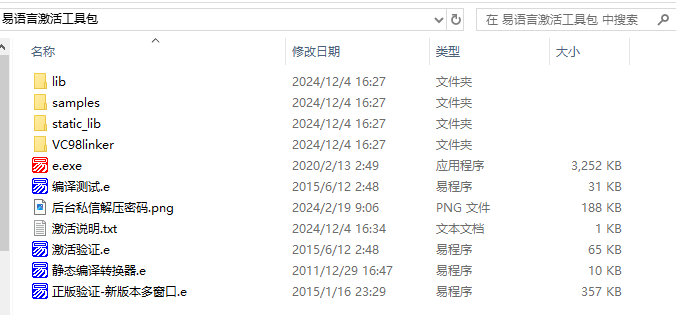 易语言激活工具包 在 易语言激活工具包 中搜索
名称 修改日期 类型 大小
lib 2024/12/4 16:27 文件夹
samples 2024/12/4 16:27 文件夹
static_lib 2024/12/4 16:27 文件夹
VC98linker 2024/12/4 16:27 文件夹
e.exe 2020/2/13 2:49 应用程序 3,252 KB
编译测试.e 2015/6/12 2:48 易程序 31 KB
后台私信解压密码.png 2024/2/19 9:06 PNG 文件 188 KB
激活说明.txt 2024/12/4 16:34 文本文档 1 KB
激活验证.e 2015/6/12 2:48 易程序 65 KB
静态编译转换器.e 2011/12/29 16:47 易程序 10 KB
正版验证-新版本多窗口.e 2015/1/16 23:29 易程序 357 KB